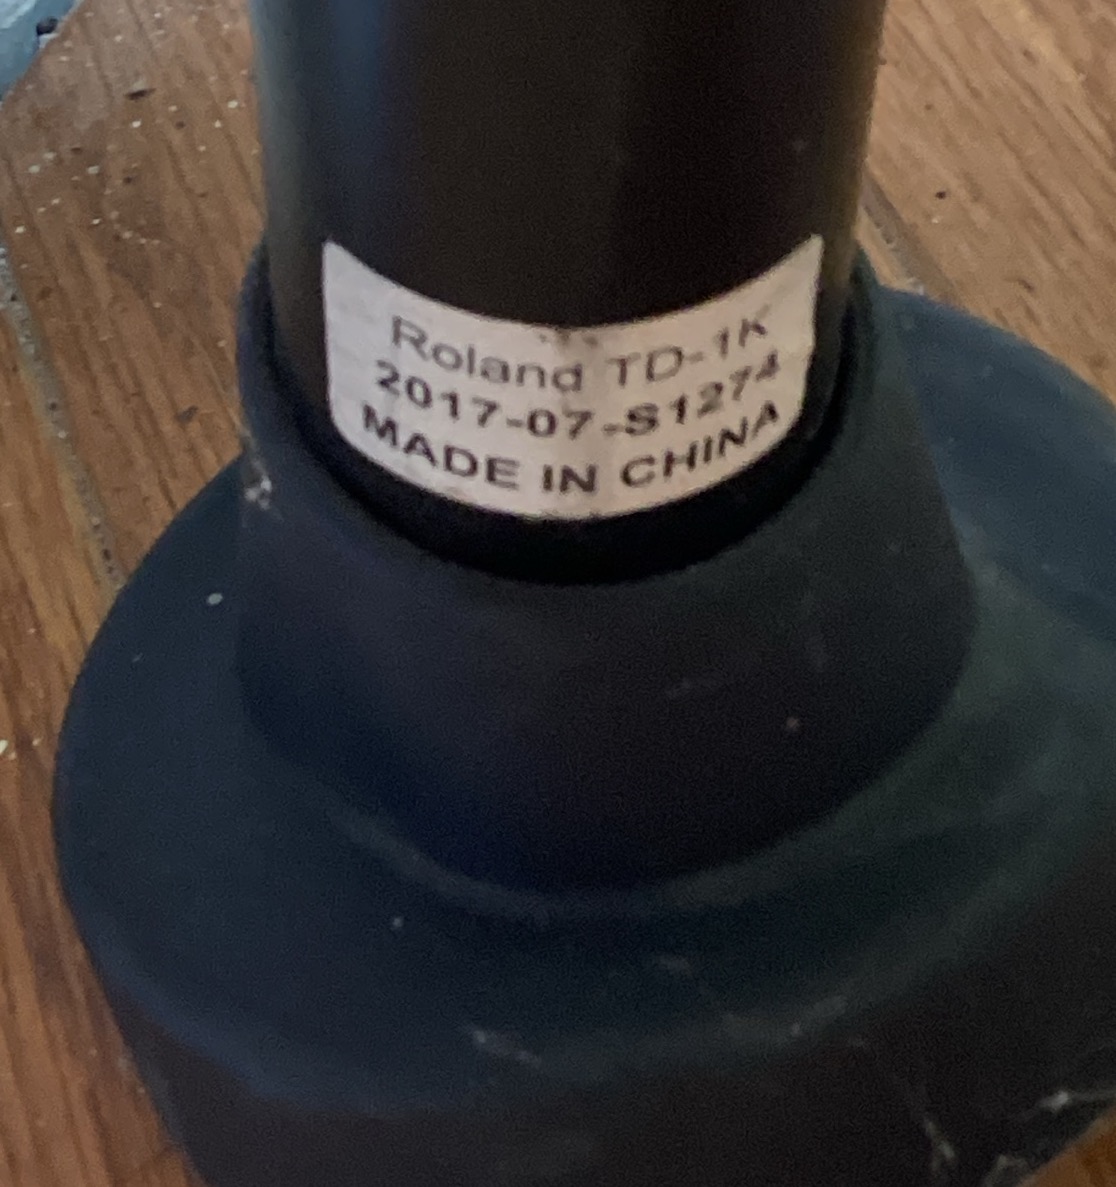 Roland TD-1K
2017-07-S1274
MADE IN CHINA